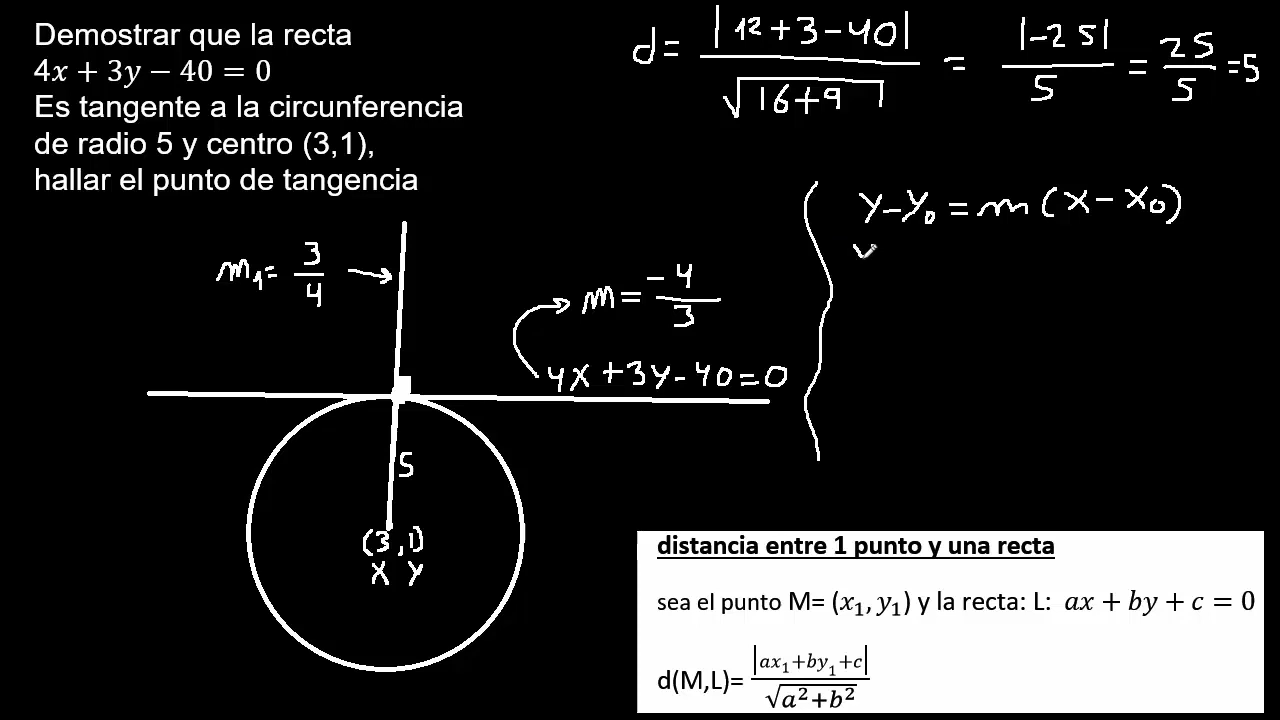 Demostrar que la recta
4x + 3y − 40 = 0
Es tangente a la circunferencia
de radio 5 y centro (3,1),
hallar el punto de tangencia
d = |12+3−40| / √(16+9) = |−25| / 5 = 25/5 = 5
y − y₀ = m (x − x₀)
m₁ = 3/4
m = −4/3
4x + 3y − 40 = 0
5
(3,1)
x y
distancia entre 1 punto y una recta
sea el punto M= (x₁, y₁) y la recta: L: ax + by + c = 0
d(M,L)= |ax₁+by₁+c| / √(a²+b²)